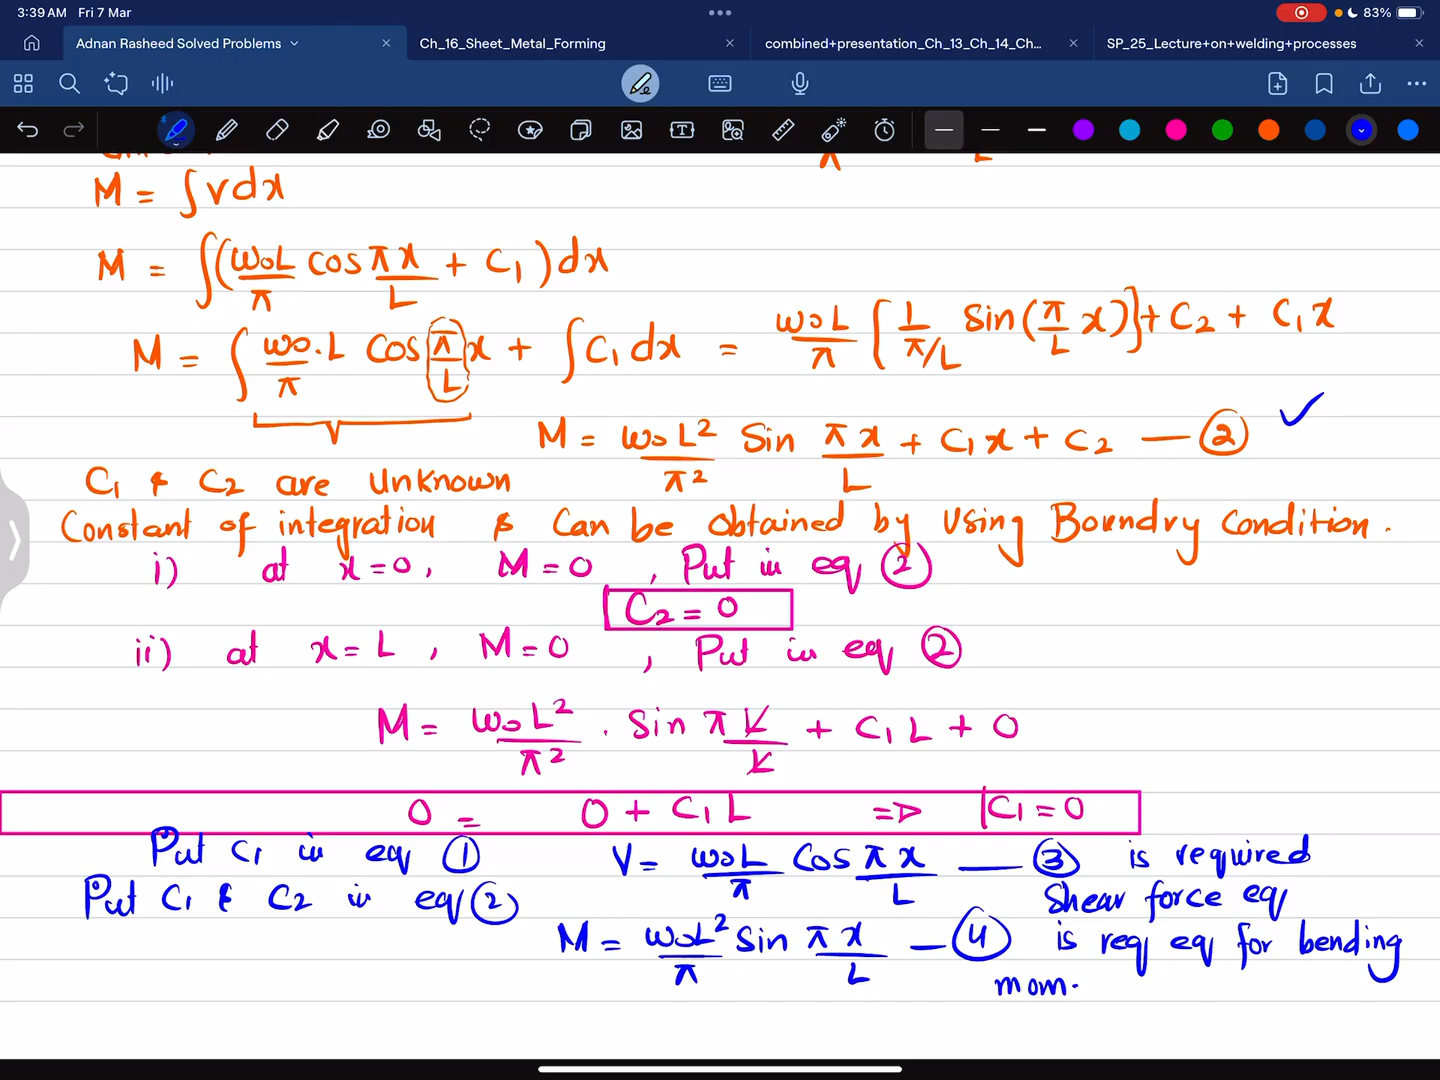 3:39 AM Fri 7 Mar
83%
Adnan Rasheed Solved Problems
Ch_16_Sheet_Metal_Forming
combined+presentation_Ch_13_Ch_14_Ch...
SP_25_Lecture+on+welding+processes
M = ∫ V dx
M = ∫ (w₀L/π cos πx/L + C₁) dx
M = ∫ w₀.L/π Cos π/L x + ∫ C₁ dx = w₀L/π [ 1/(π/L) Sin (π/L x) ] + C₂ + C₁x
M = w₀L²/π² Sin πx/L + C₁x + C₂ — ② ✓
C₁ & C₂ are unknown
Constant of integration & Can be obtained by Using Boundry Condition.
i) at x=0, M=0, Put in eq ②
C₂ = 0
ii) at x=L, M=0, Put in eq ②
M = w₀L²/π² . Sin π L/L + C₁L + 0
0 = 0 + C₁L ⇒ C₁ = 0
Put C₁ in eq ① V = w₀L/π Cos πx/L — ③ is required
Shear force eq
Put C₁ & C₂ in eq ②
M = w₀L²/π Sin πx/L — ④ is req eq for bending
mom.